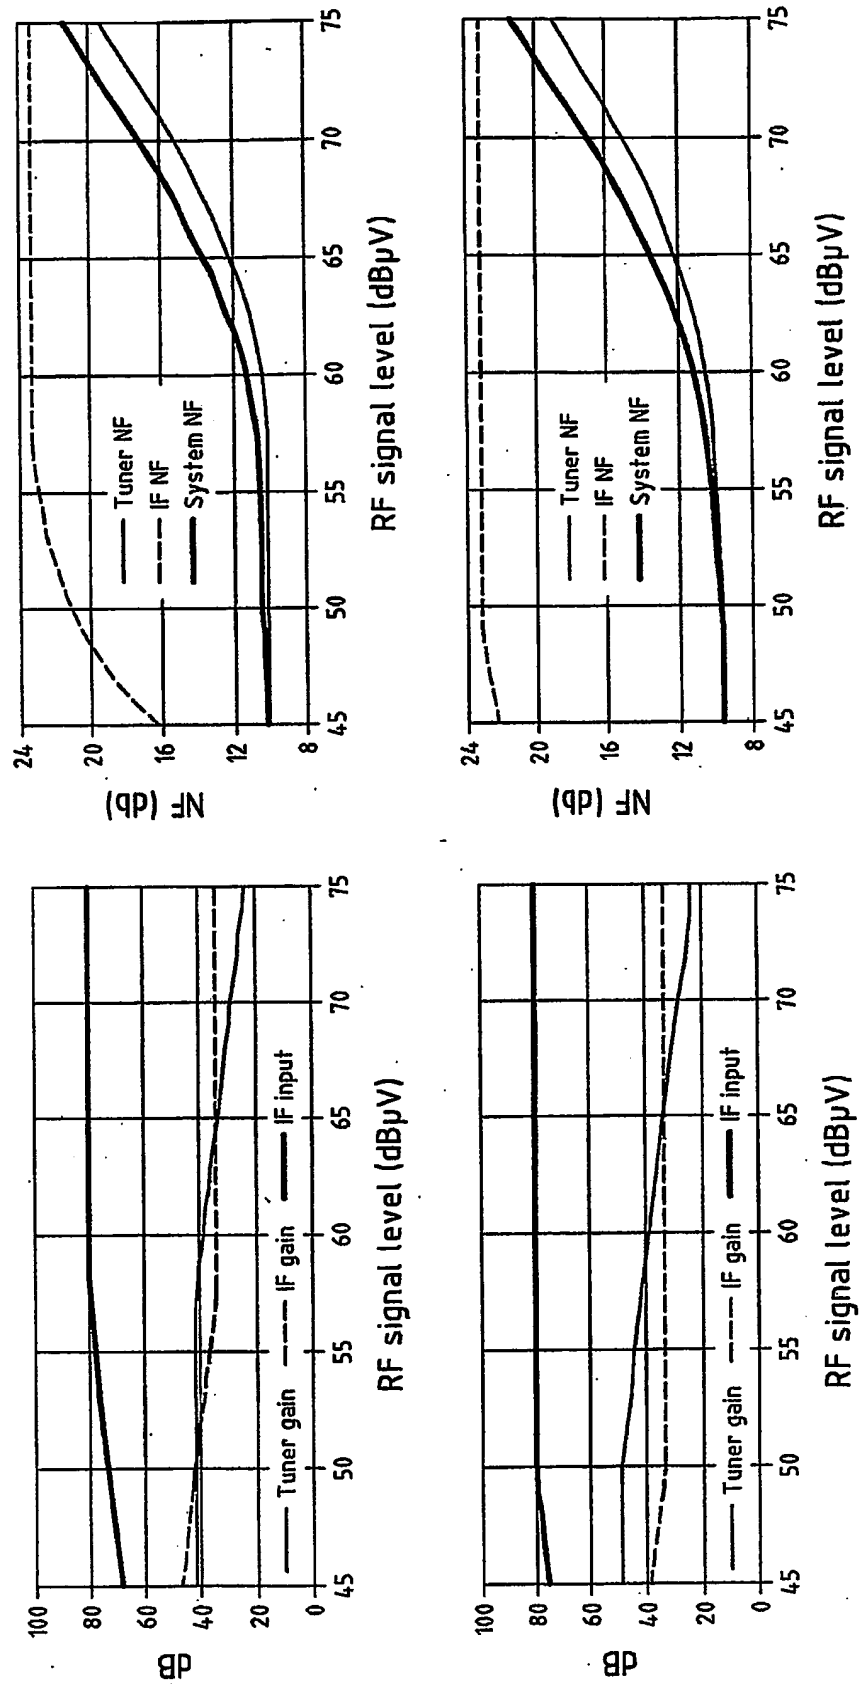 dB
100
80
60
40
20
0
Tuner gain IF gain IF input
45 50 55 60 65 70 75
RF signal level (dBµV)
NF (db)
24
20
16
12
8
Tuner NF
IF NF
System NF
45 50 55 60 65 70 75
RF signal level (dBµV)
dB
100
80
60
40
20
0
Tuner gain IF gain IF input
45 50 55 60 65 70 75
RF signal level (dBµV)
NF (db)
24
20
16
12
8
Tuner NF
IF NF
System NF
45 50 55 60 65 70 75
RF signal level (dBµV)